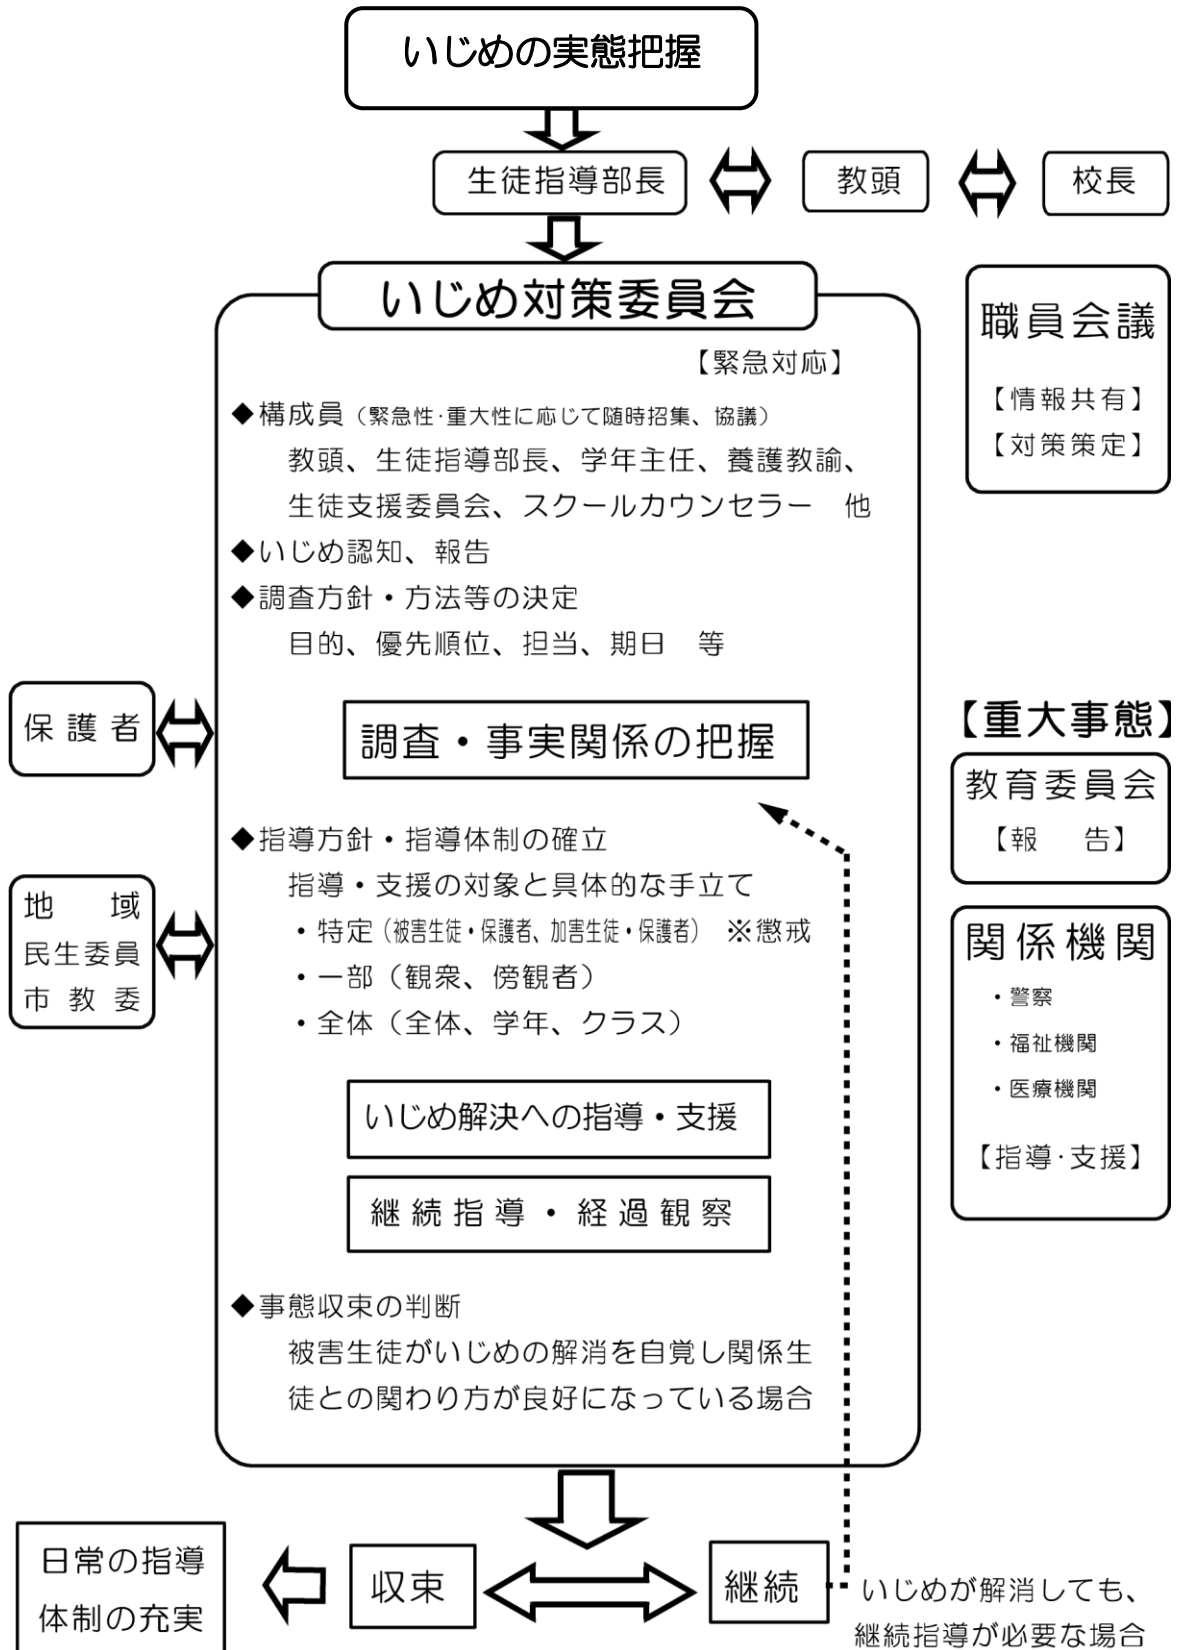 いじめの実態把握
生徒指導部長
教頭
校長
いじめ対策委員会
【緊急対応】
◆構成員（緊急性･重大性に応じて随時招集、協議）
教頭、生徒指導部長、学年主任、養護教諭、
生徒支援委員会、スクールカウンセラー　他
◆いじめ認知、報告
◆調査方針・方法等の決定
目的、優先順位、担当、期日　等
調査・事実関係の把握
◆指導方針・指導体制の確立
指導・支援の対象と具体的な手立て
・特定（被害生徒・保護者、加害生徒・保護者）　※懲戒
・一部（観衆、傍観者）
・全体（全体、学年、クラス）
いじめ解決への指導・支援
継続指導・経過観察
◆事態収束の判断
被害生徒がいじめの解消を自覚し関係生
徒との関わり方が良好になっている場合
職員会議
【情報共有】
【対策策定】
保護者
地　域
民生委員
市教委
【重大事態】
教育委員会
【報　告】
関係機関
・警察
・福祉機関
・医療機関
【指導･支援】
日常の指導
体制の充実
収束
継続
いじめが解消しても、
継続指導が必要な場合